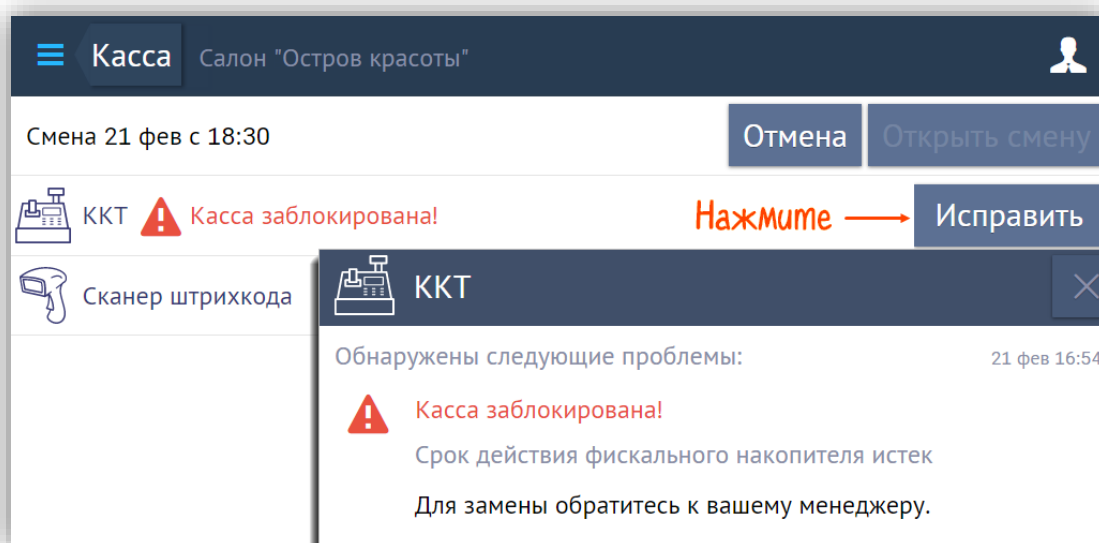 Касса Салон "Остров красоты"
Смена 21 фев с 18:30 Отмена Открыть смену
ККТ Касса заблокирована! Нажмите Исправить
Сканер штрихкода
ККТ
Обнаружены следующие проблемы: 21 фев 16:54
Касса заблокирована!
Срок действия фискального накопителя истек
Для замены обратитесь к вашему менеджеру.